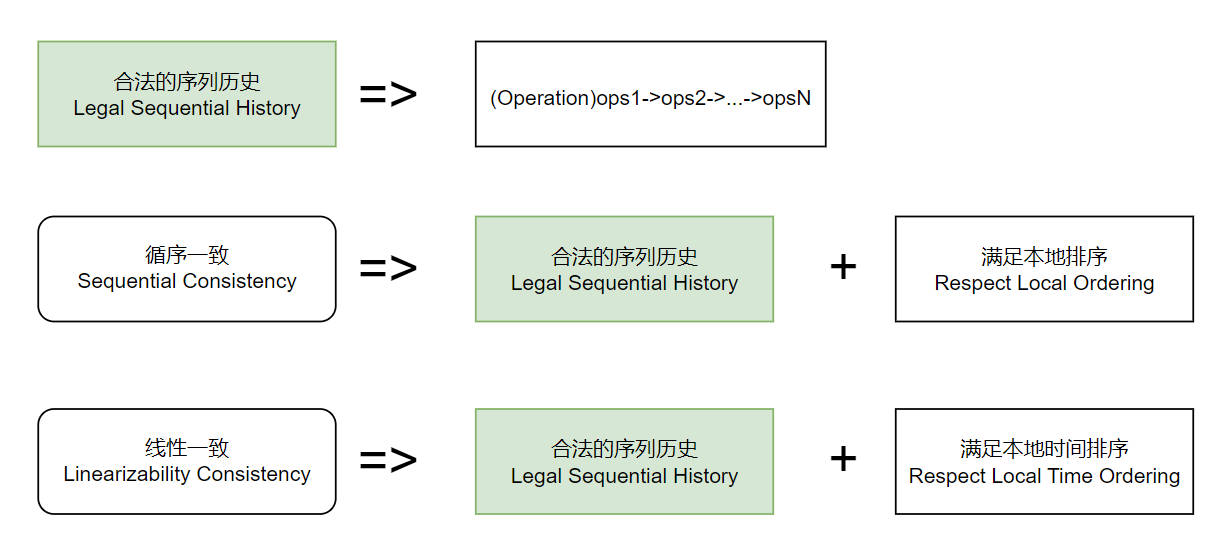 合法的序列历史
Legal Sequential History
=>
(Operation)ops1->ops2->...->opsN
循序一致
Sequential Consistency
=>
合法的序列历史
Legal Sequential History
+
满足本地排序
Respect Local Ordering
线性一致
Linearizability Consistency
=>
合法的序列历史
Legal Sequential History
+
满足本地时间排序
Respect Local Time Ordering